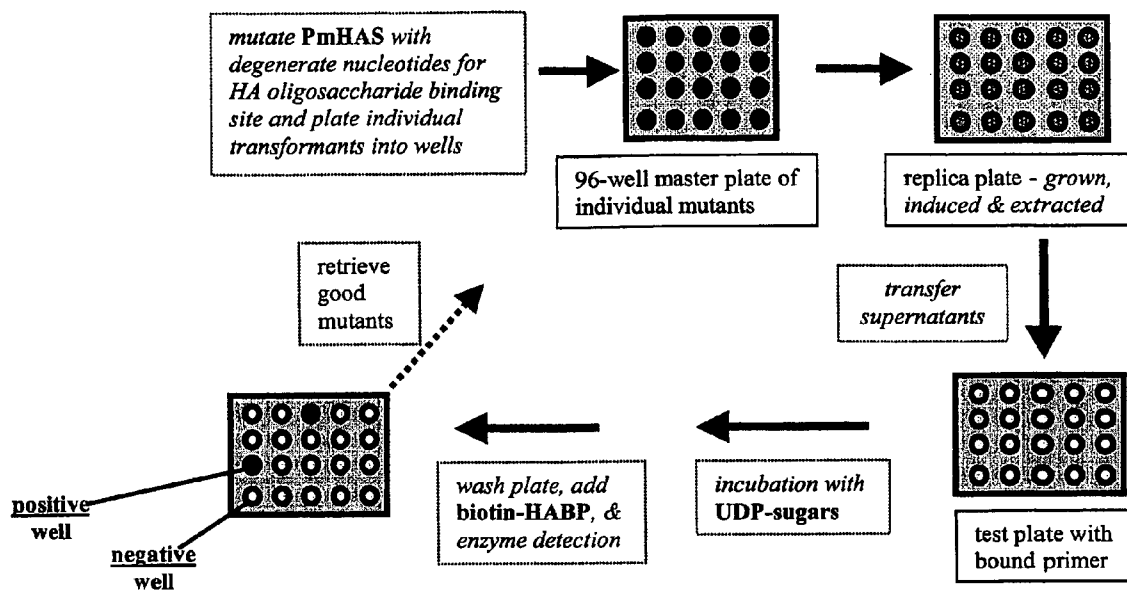 mutate PmHAS with
degenerate nucleotides for
HA oligosaccharide binding
site and plate individual
transformants into wells
96-well master plate of
individual mutants
replica plate - grown,
induced & extracted
transfer
supernatants
test plate with
bound primer
incubation with
UDP-sugars
wash plate, add
biotin-HABP, &
enzyme detection
retrieve
good
mutants
positive
well
negative
well